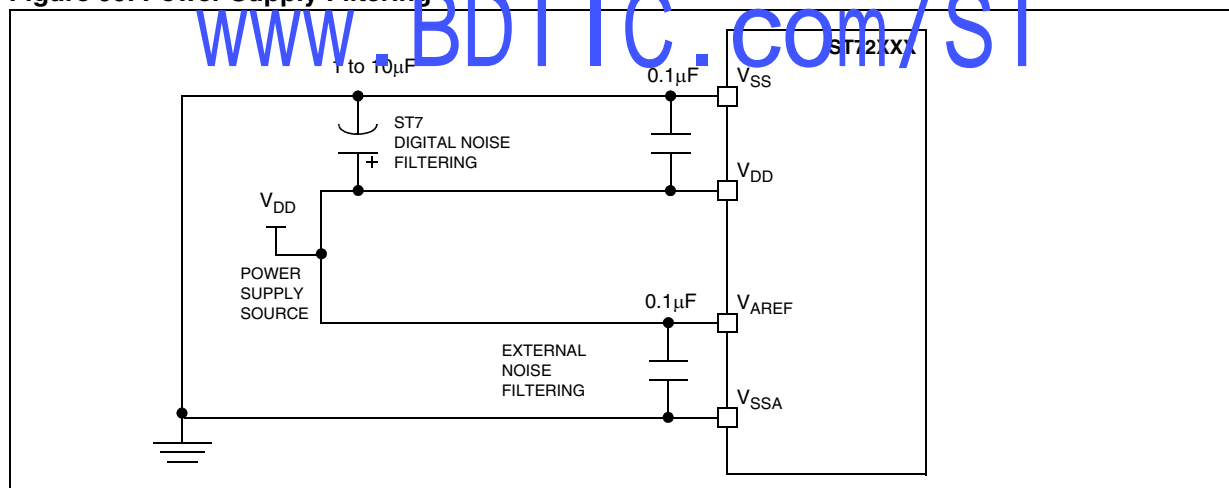 www.BDTIC.com/ST
ST72XXX
1 to 10μF
0.1μF
VSS
ST7
DIGITAL NOISE
FILTERING
+
VDD
VDD
POWER
SUPPLY
SOURCE
0.1μF
VAREF
EXTERNAL
NOISE
FILTERING
VSSA